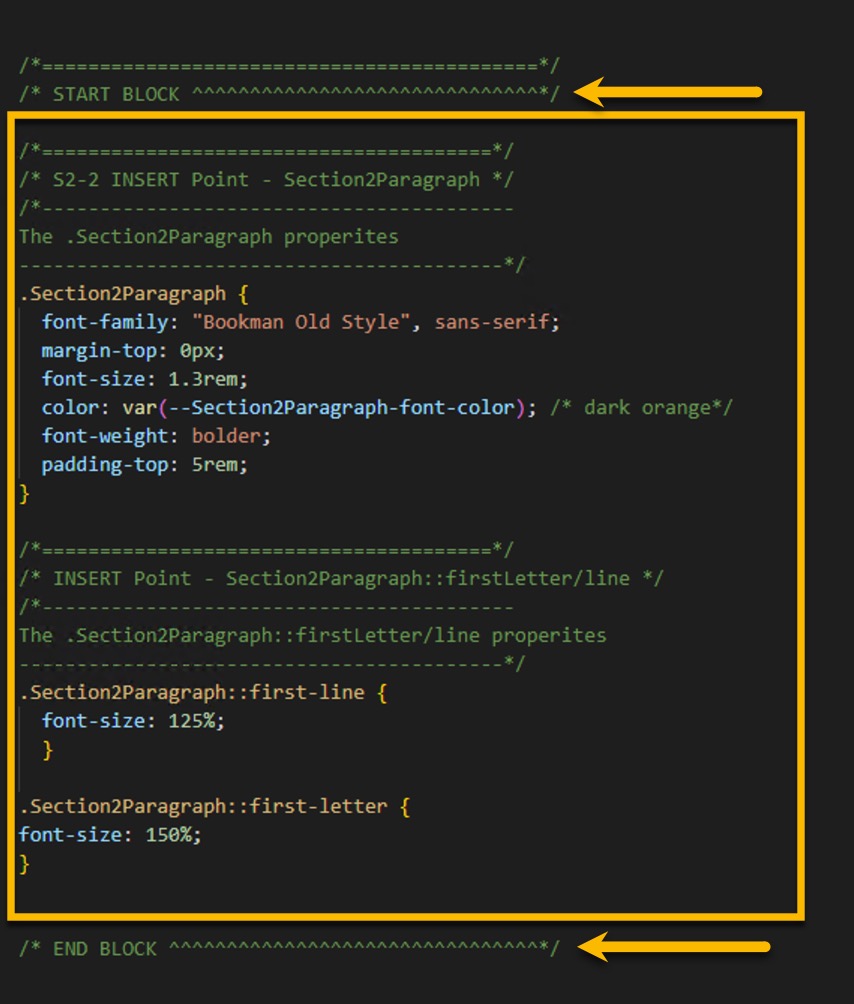 /*===========================================*/
/* START BLOCK ^^^^^^^^^^^^^^^^^^^^^^^^^^^^^^*/
/*=======================================*/
/* S2-2 INSERT Point - Section2Paragraph */
/*-----------------------------------------
The .Section2Paragraph properites
------------------------------------------*/
.Section2Paragraph {
  font-family: "Bookman Old Style", sans-serif;
  margin-top: 0px;
  font-size: 1.3rem;
  color: var(--Section2Paragraph-font-color); /* dark orange*/
  font-weight: bolder;
  padding-top: 5rem;
}
/*=======================================*/
/* INSERT Point - Section2Paragraph::firstLetter/line */
/*-----------------------------------------
The .Section2Paragraph::firstLetter/line properites
------------------------------------------*/
.Section2Paragraph::first-line {
  font-size: 125%;
  }
.Section2Paragraph::first-letter {
font-size: 150%;
}
/* END BLOCK ^^^^^^^^^^^^^^^^^^^^^^^^^^^^^^^^*/